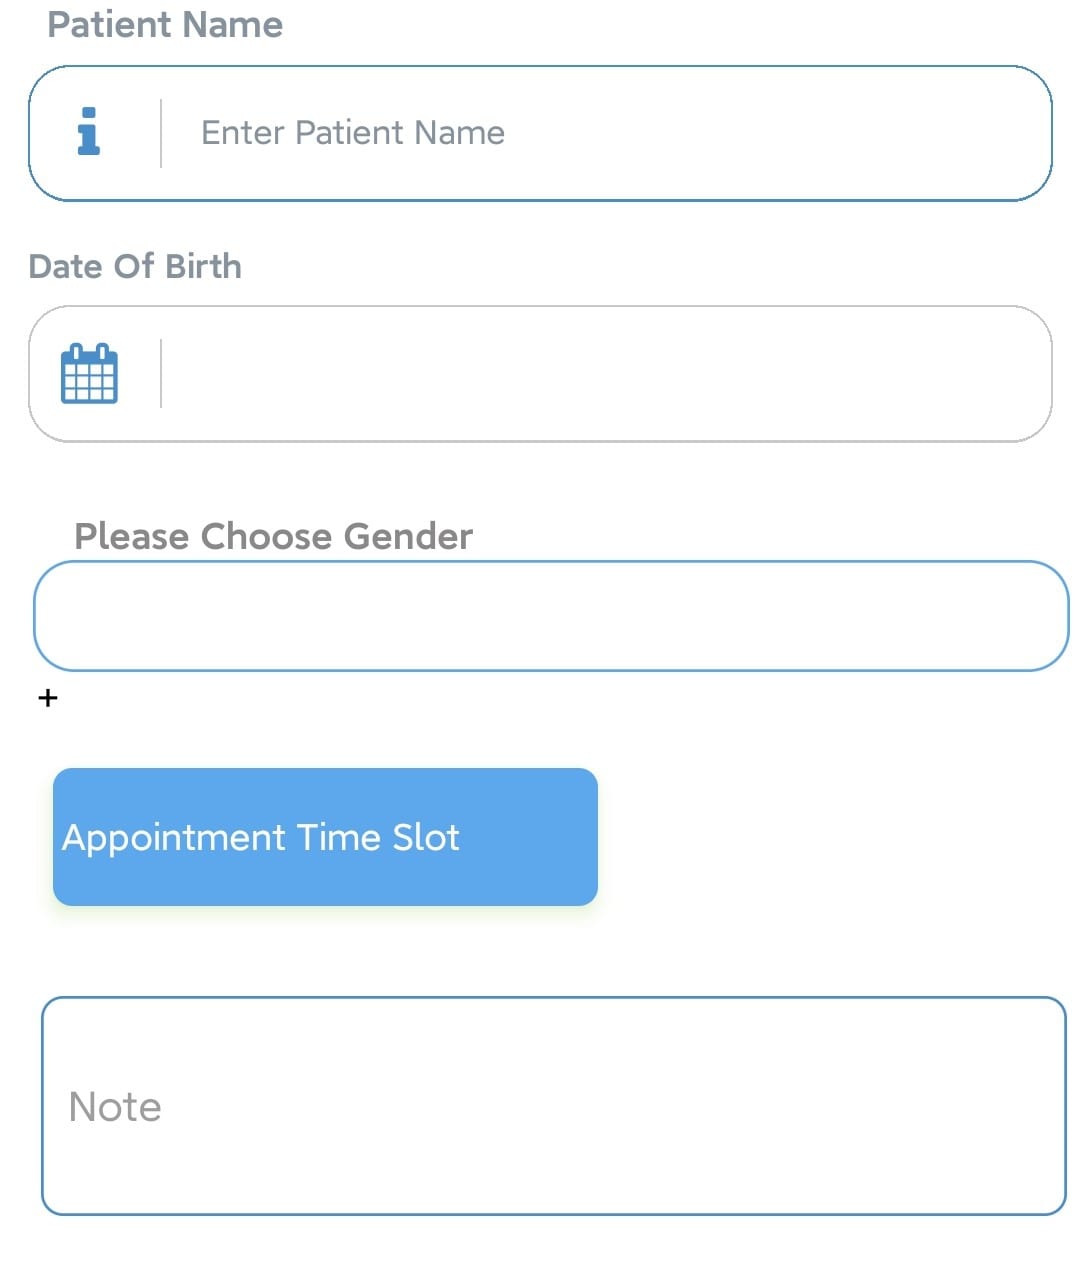 Patient Name
Enter Patient Name
Date Of Birth
Please Choose Gender
+
Appointment Time Slot
Note